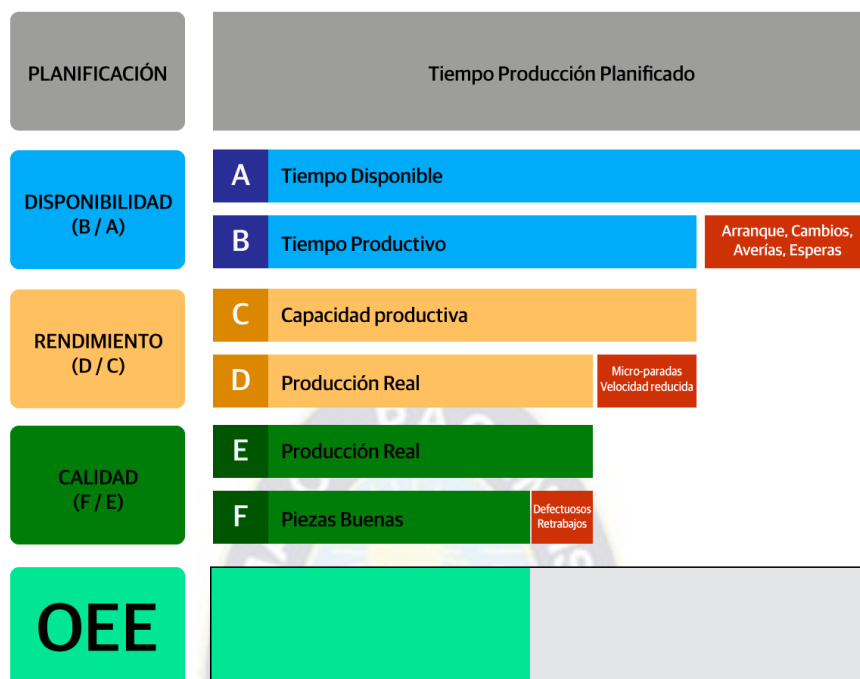 PLANIFICACIÓN
Tiempo Producción Planificado
DISPONIBILIDAD
(B / A)
A
Tiempo Disponible
B
Tiempo Productivo
Arranque, Cambios,
Averías, Esperas
RENDIMIENTO
(D / C)
C
Capacidad productiva
D
Producción Real
Micro-paradas
Velocidad reducida
CALIDAD
(F / E)
E
Producción Real
F
Piezas Buenas
Defectuosos
Retrabajos
OEE